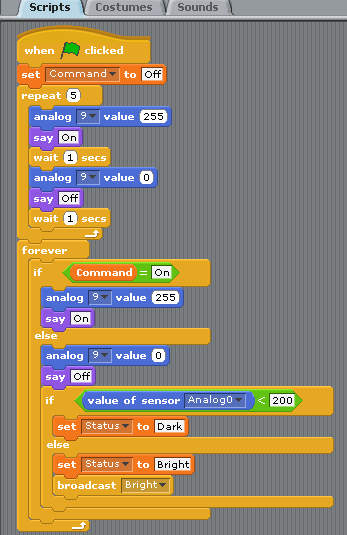 Scripts Costumes Sounds
when clicked
set Command to Off
repeat 5
analog 9 value 255
say On
wait 1 secs
analog 9 value 0
say Off
wait 1 secs
forever
if Command = On
analog 9 value 255
say On
else
analog 9 value 0
say Off
if value of sensor Analog0 < 200
set Status to Dark
else
set Status to Bright
broadcast Bright